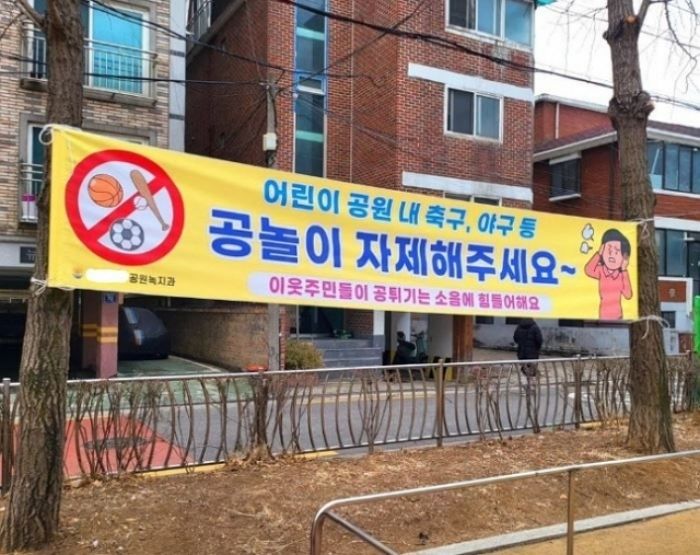 어린이 공원 내 축구, 야구 등
공놀이 자제해주세요~
이웃주민들이 공튀기는 소음에 힘들어해요
공원녹지과